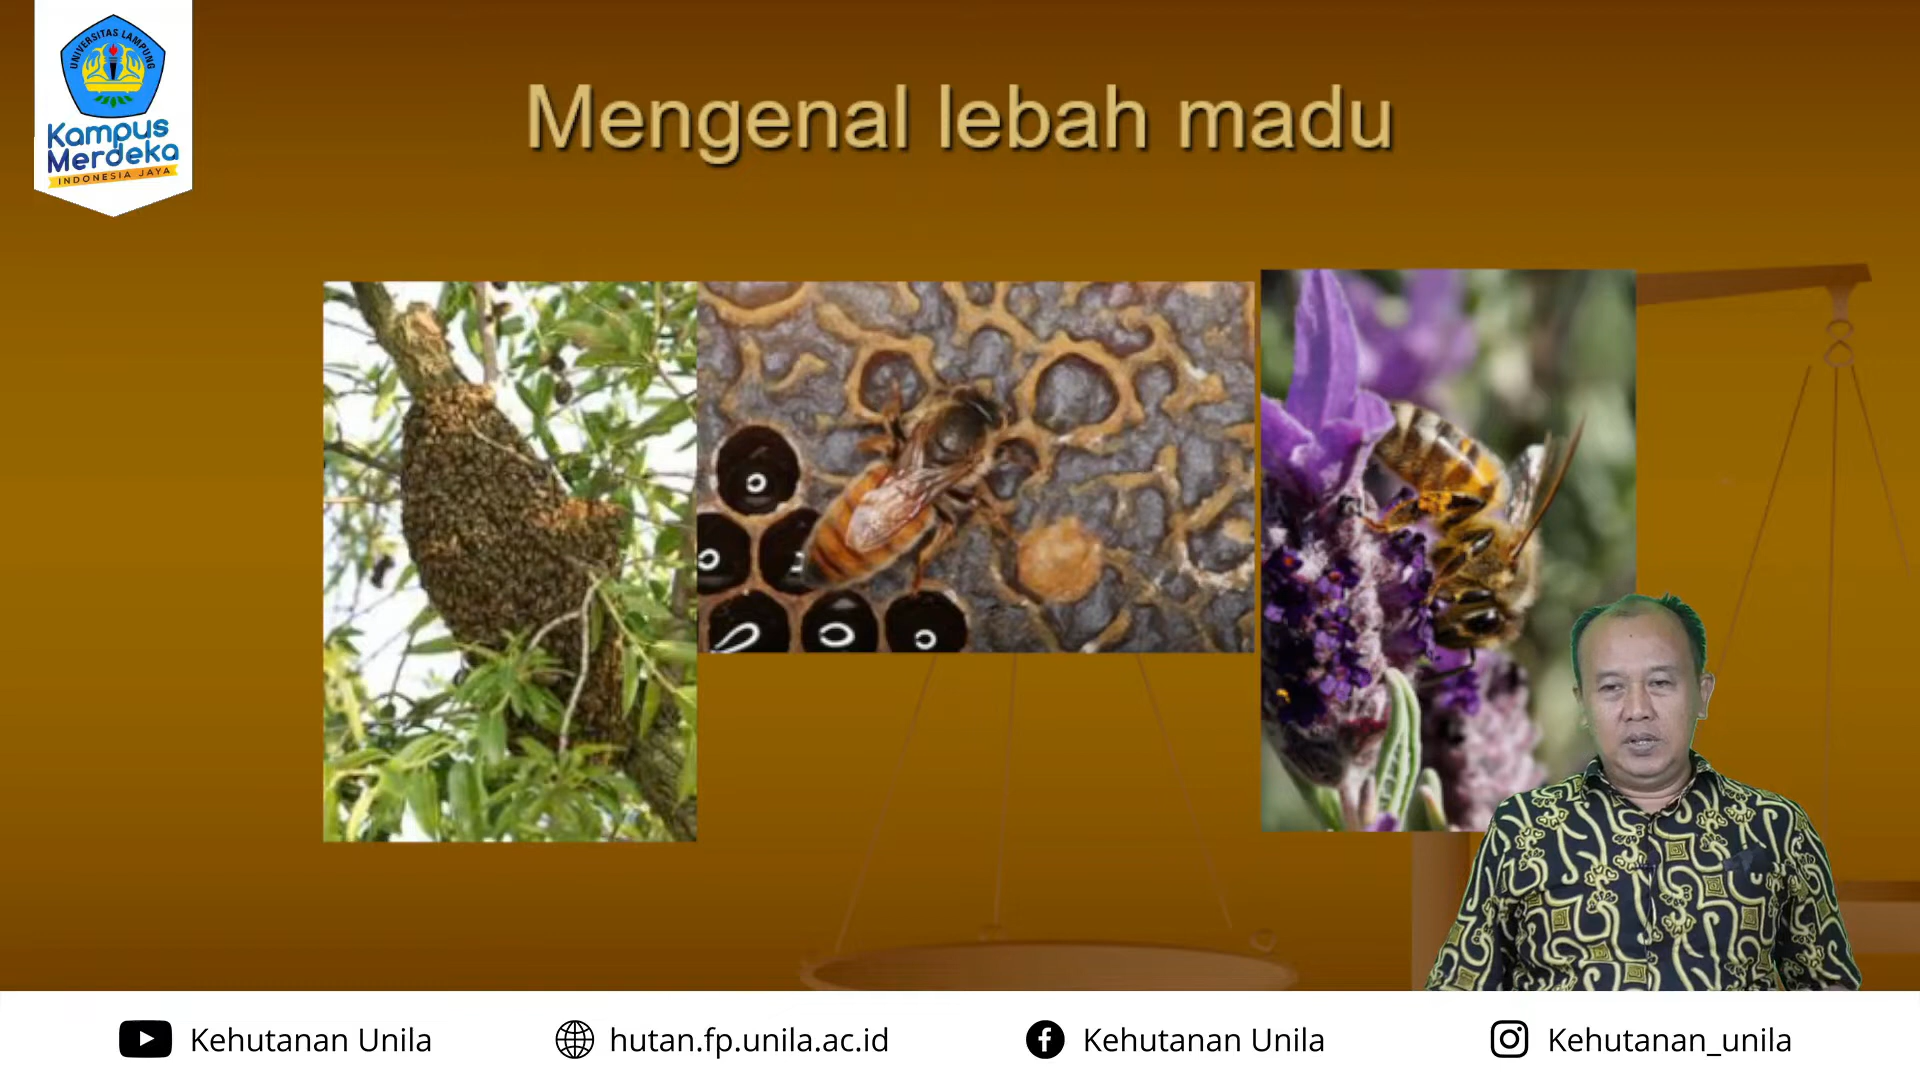 UNIVERSITAS LAMPUNG
Kampus
Merdeka
INDONESIA JAYA
Mengenal lebah madu
Kehutanan Unila
hutan.fp.unila.ac.id
Kehutanan Unila
Kehutanan_unila